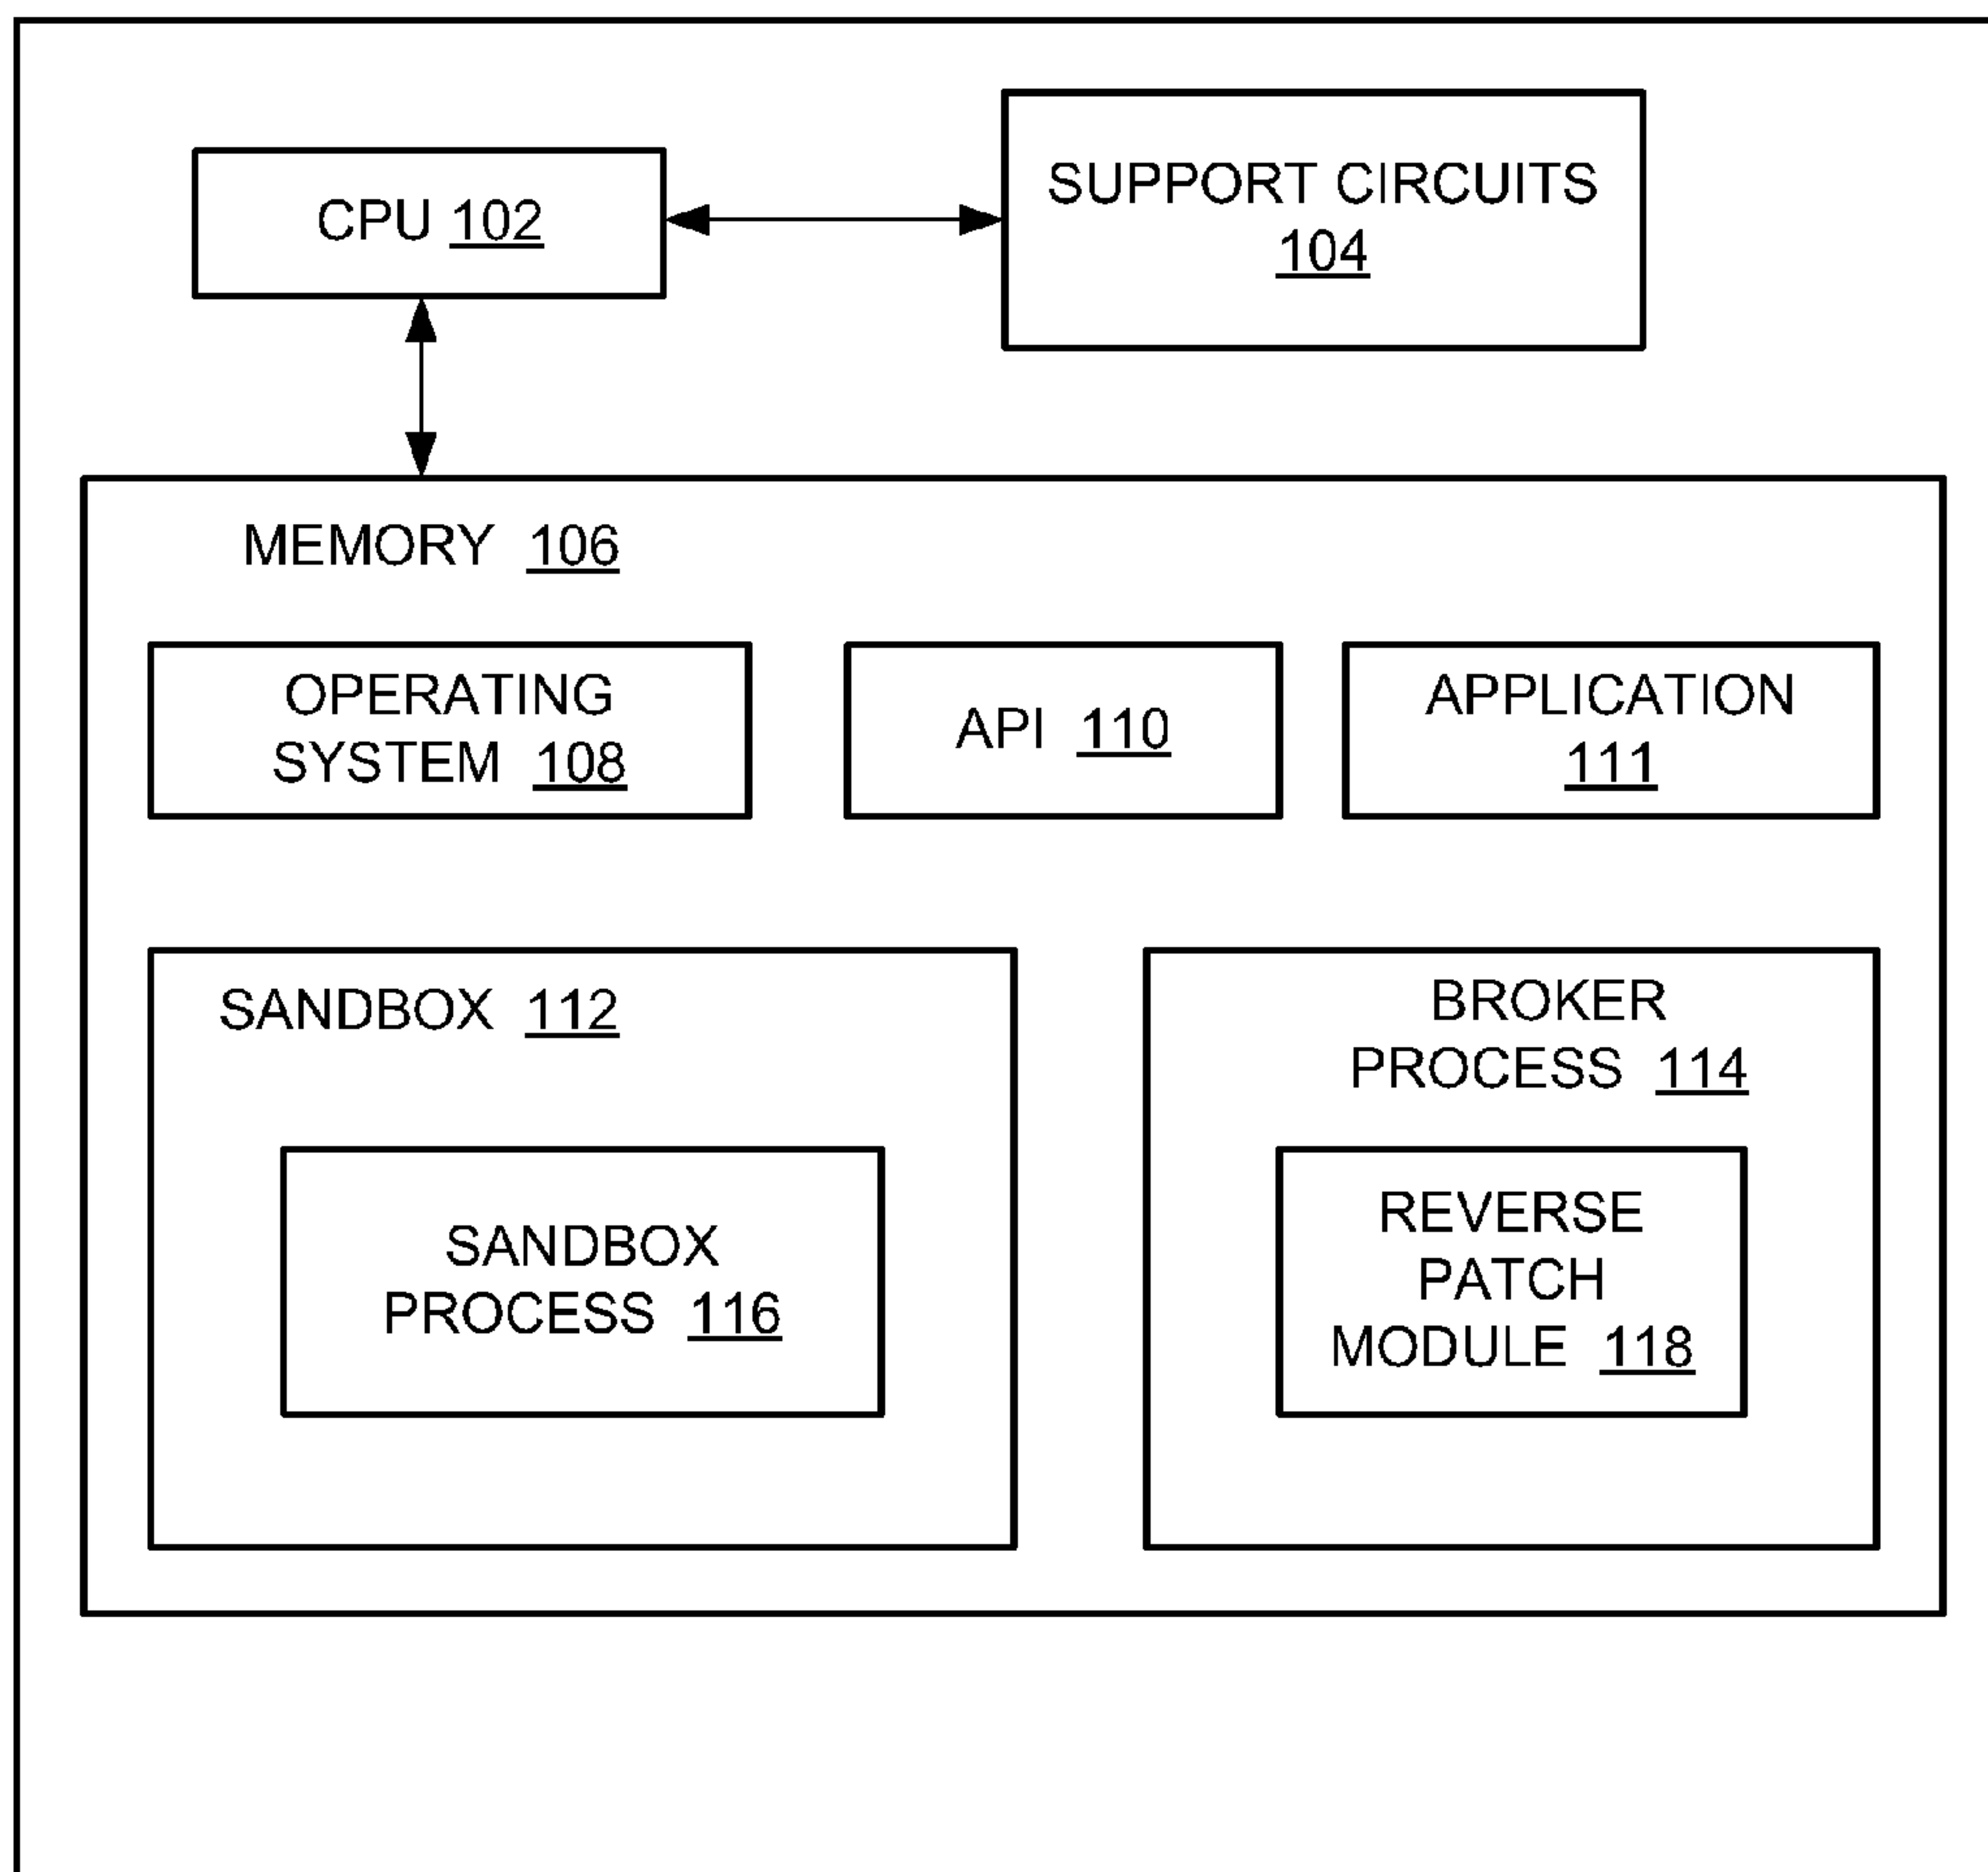 CPU 102
SUPPORT CIRCUITS
104
MEMORY 106
OPERATING
SYSTEM 108
API 110
APPLICATION
111
SANDBOX 112
SANDBOX
PROCESS 116
BROKER
PROCESS 114
REVERSE
PATCH
MODULE 118